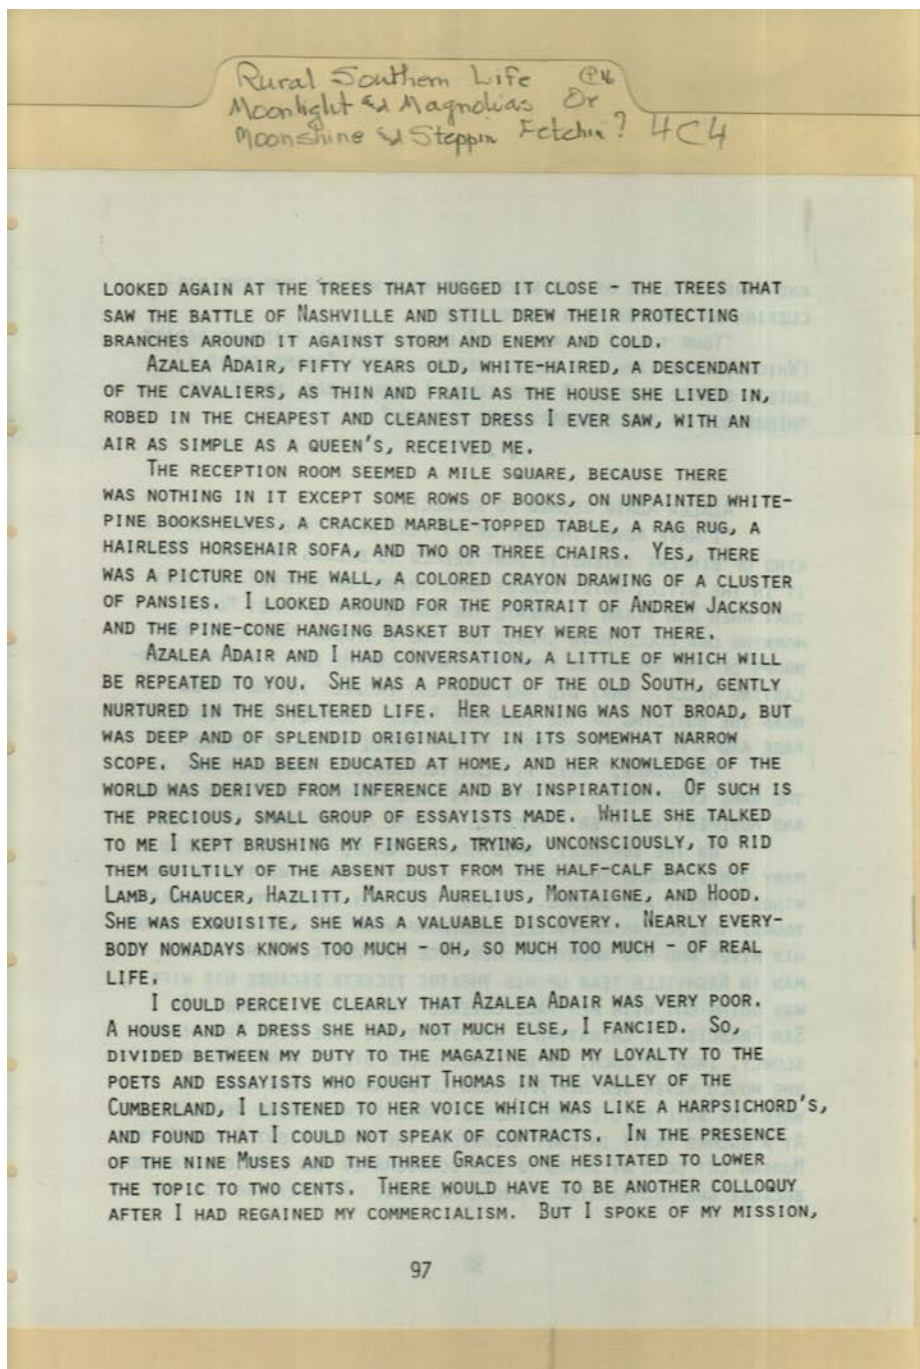 Rural Southern Life
Moonlight & Magnolias Or
Moonshine & Steppin Fetchin? 4C4
LOOKED AGAIN AT THE TREES THAT HUGGED IT CLOSE - THE TREES THAT
SAW THE BATTLE OF NASHVILLE AND STILL DREW THEIR PROTECTING
BRANCHES AROUND IT AGAINST STORM AND ENEMY AND COLD.
AZALEA ADAIR, FIFTY YEARS OLD, WHITE-HAIRED, A DESCENDANT
OF THE CAVALIERS, AS THIN AND FRAIL AS THE HOUSE SHE LIVED IN,
ROBED IN THE CHEAPEST AND CLEANEST DRESS I EVER SAW, WITH AN
AIR AS SIMPLE AS A QUEEN'S, RECEIVED ME.
THE RECEPTION ROOM SEEMED A MILE SQUARE, BECAUSE THERE
WAS NOTHING IN IT EXCEPT SOME ROWS OF BOOKS, ON UNPAINTED WHITE-
PINE BOOKSHELVES, A CRACKED MARBLE-TOPPED TABLE, A RAG RUG, A
HAIRLESS HORSEHAIR SOFA, AND TWO OR THREE CHAIRS. YES, THERE
WAS A PICTURE ON THE WALL, A COLORED CRAYON DRAWING OF A CLUSTER
OF PANSIES. I LOOKED AROUND FOR THE PORTRAIT OF ANDREW JACKSON
AND THE PINE-CONE HANGING BASKET BUT THEY WERE NOT THERE.
AZALEA ADAIR AND I HAD CONVERSATION, A LITTLE OF WHICH WILL
BE REPEATED TO YOU. SHE WAS A PRODUCT OF THE OLD SOUTH, GENTLY
NURTURED IN THE SHELTERED LIFE. HER LEARNING WAS NOT BROAD, BUT
WAS DEEP AND OF SPLENDID ORIGINALITY IN ITS SOMEWHAT NARROW
SCOPE. SHE HAD BEEN EDUCATED AT HOME, AND HER KNOWLEDGE OF THE
WORLD WAS DERIVED FROM INFERENCE AND BY INSPIRATION. OF SUCH IS
THE PRECIOUS, SMALL GROUP OF ESSAYISTS MADE. WHILE SHE TALKED
TO ME I KEPT BRUSHING MY FINGERS, TRYING, UNCONSCIOUSLY, TO RID
THEM GUILTILY OF THE ABSENT DUST FROM THE HALF-CALF BACKS OF
LAMB, CHAUCER, HAZLITT, MARCUS AURELIUS, MONTAIGNE, AND HOOD.
SHE WAS EXQUISITE, SHE WAS A VALUABLE DISCOVERY. NEARLY EVERY-
BODY NOWADAYS KNOWS TOO MUCH - OH, SO MUCH TOO MUCH - OF REAL
LIFE.
I COULD PERCEIVE CLEARLY THAT AZALEA ADAIR WAS VERY POOR.
A HOUSE AND A DRESS SHE HAD, NOT MUCH ELSE, I FANCIED. SO,
DIVIDED BETWEEN MY DUTY TO THE MAGAZINE AND MY LOYALTY TO THE
POETS AND ESSAYISTS WHO FOUGHT THOMAS IN THE VALLEY OF THE
CUMBERLAND, I LISTENED TO HER VOICE WHICH WAS LIKE A HARPSICHORD'S,
AND FOUND THAT I COULD NOT SPEAK OF CONTRACTS. IN THE PRESENCE
OF THE NINE MUSES AND THE THREE GRACES ONE HESITATED TO LOWER
THE TOPIC TO TWO CENTS. THERE WOULD HAVE TO BE ANOTHER COLLOQUY
AFTER I HAD REGAINED MY COMMERCIALISM. BUT I SPOKE OF MY MISSION,
97